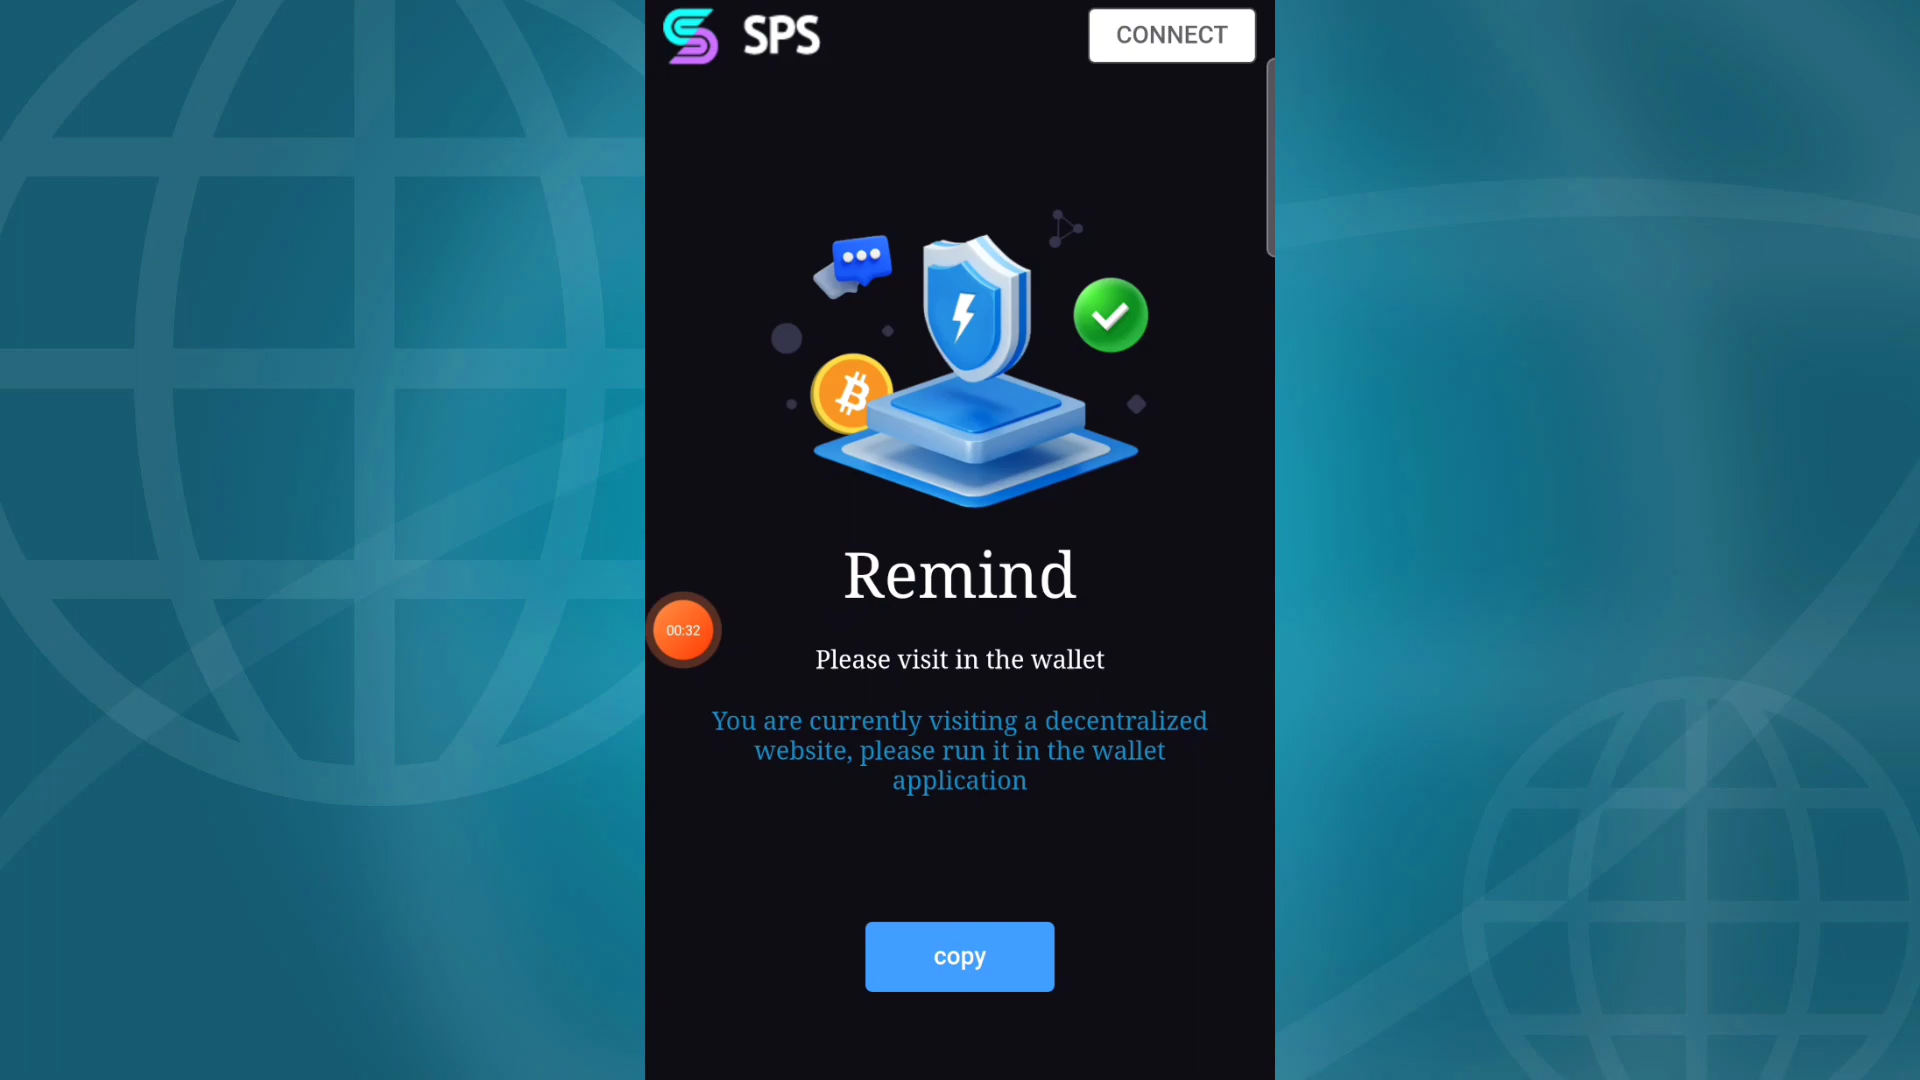 SPS
CONNECT
Remind
00:32
Please visit in the wallet
You are currently visiting a decentralized
website, please run it in the wallet
application
copy